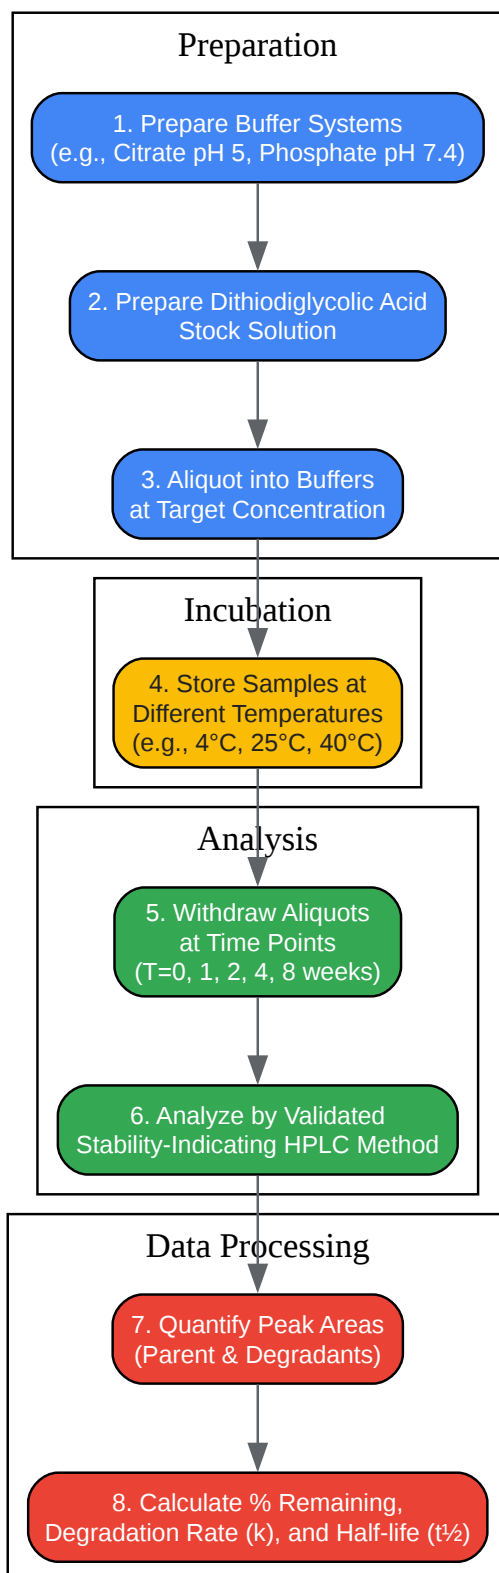 Preparation
1. Prepare Buffer Systems
(e.g., Citrate pH 5, Phosphate pH 7.4)
2. Prepare Dithiodiglycolic Acid
Stock Solution
3. Aliquot into Buffers
at Target Concentration
Incubation
4. Store Samples at
Different Temperatures
(e.g., 4°C, 25°C, 40°C)
Analysis
5. Withdraw Aliquots
at Time Points
(T=0, 1, 2, 4, 8 weeks)
6. Analyze by Validated
Stability-Indicating HPLC Method
Data Processing
7. Quantify Peak Areas
(Parent & Degradants)
8. Calculate % Remaining,
Degradation Rate (k), and Half-life (t½)